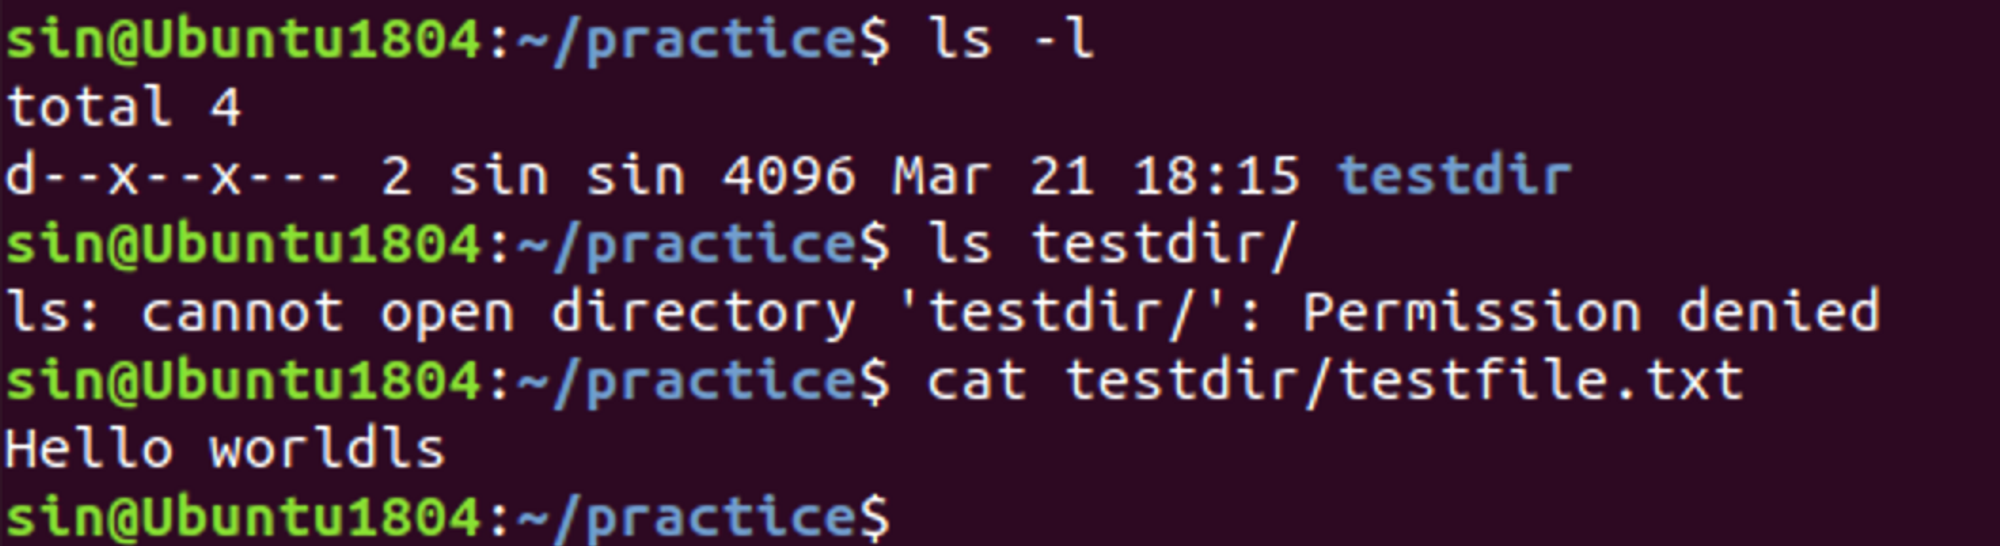 sin@Ubuntu1804:~/practice$ ls -l
total 4
d--x--x--- 2 sin sin 4096 Mar 21 18:15 testdir
sin@Ubuntu1804:~/practice$ ls testdir/
ls: cannot open directory 'testdir/': Permission denied
sin@Ubuntu1804:~/practice$ cat testdir/testfile.txt
Hello worldls
sin@Ubuntu1804:~/practice$